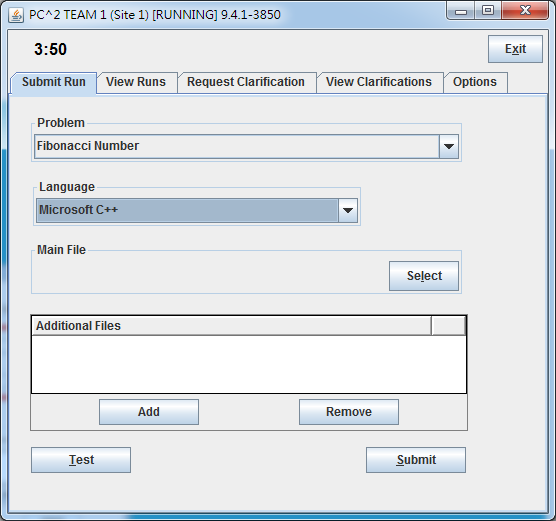 PC^2 TEAM 1 (Site 1) [RUNNING] 9.4.1-3850
3:50
Exit
Submit Run View Runs Request Clarification View Clarifications Options
Problem
Fibonacci Number
Language
Microsoft C++
Main File
Select
Additional Files
Add Remove
Test Submit